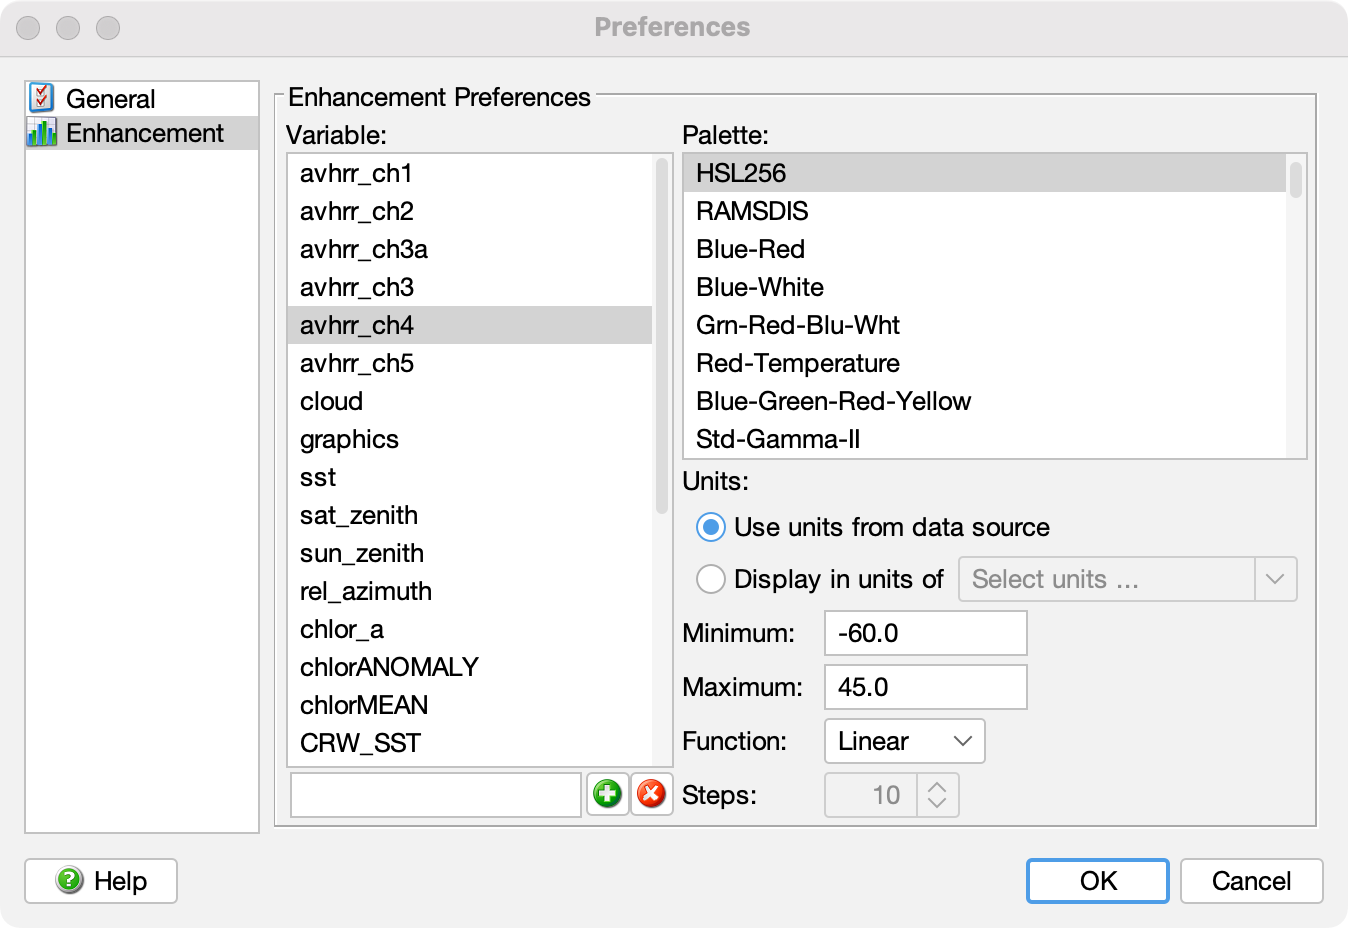 Preferences
General
Enhancement
Enhancement Preferences
Variable:
avhrr_ch1
avhrr_ch2
avhrr_ch3a
avhrr_ch3
avhrr_ch4
avhrr_ch5
cloud
graphics
sst
sat_zenith
sun_zenith
rel_azimuth
chlor_a
chlorANOMALY
chlorMEAN
CRW_SST
Palette:
HSL256
RAMSDIS
Blue-Red
Blue-White
Grn-Red-Blu-Wht
Red-Temperature
Blue-Green-Red-Yellow
Std-Gamma-II
Units:
Use units from data source
Display in units of Select units ...
Minimum: -60.0
Maximum: 45.0
Function: Linear
Steps: 10
Help
OK
Cancel